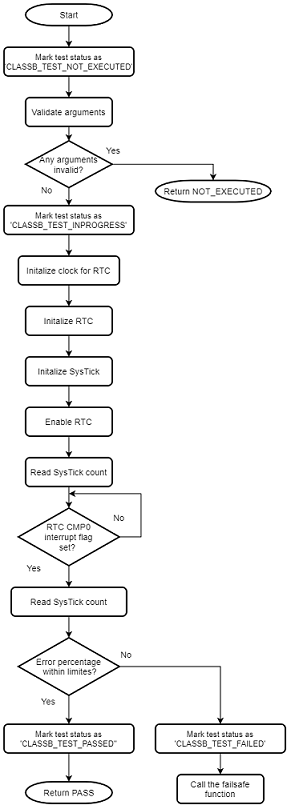 Start
Mark test status as
'CLASSB_TEST_NOT_EXECUTED'
Validate arguments
Any arguments
invalid?
Yes
No
Return NOT_EXECUTED
Mark test status as
'CLASSB_TEST_INPROGRESS'
Initalize clock for RTC
Initalize RTC
Initalize SysTick
Enable RTC
Read SysTick count
RTC CMP0
interrupt flag
set?
No
Yes
Read SysTick count
Error percentage
within limites?
No
Yes
Mark test status as
'CLASSB_TEST_PASSED"
Mark test status as
'CLASSB_TEST_FAILED'
Return PASS
Call the failsafe
function